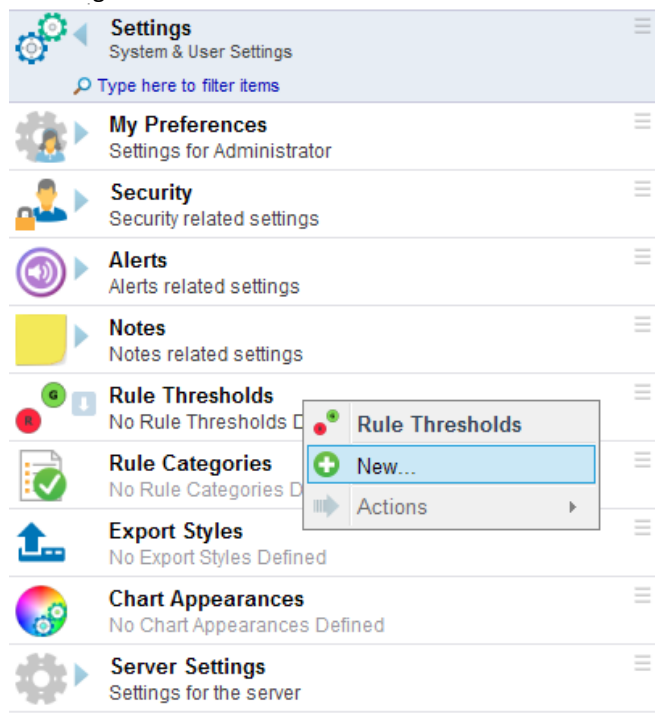 Settings
System & User Settings
Type here to filter items
My Preferences
Settings for Administrator
Security
Security related settings
Alerts
Alerts related settings
Notes
Notes related settings
G
R
Rule Thresholds
No Rule Thresholds D
Rule Thresholds
New...
Actions
Rule Categories
No Rule Categories D
Export Styles
No Export Styles Defined
Chart Appearances
No Chart Appearances Defined
Server Settings
Settings for the server